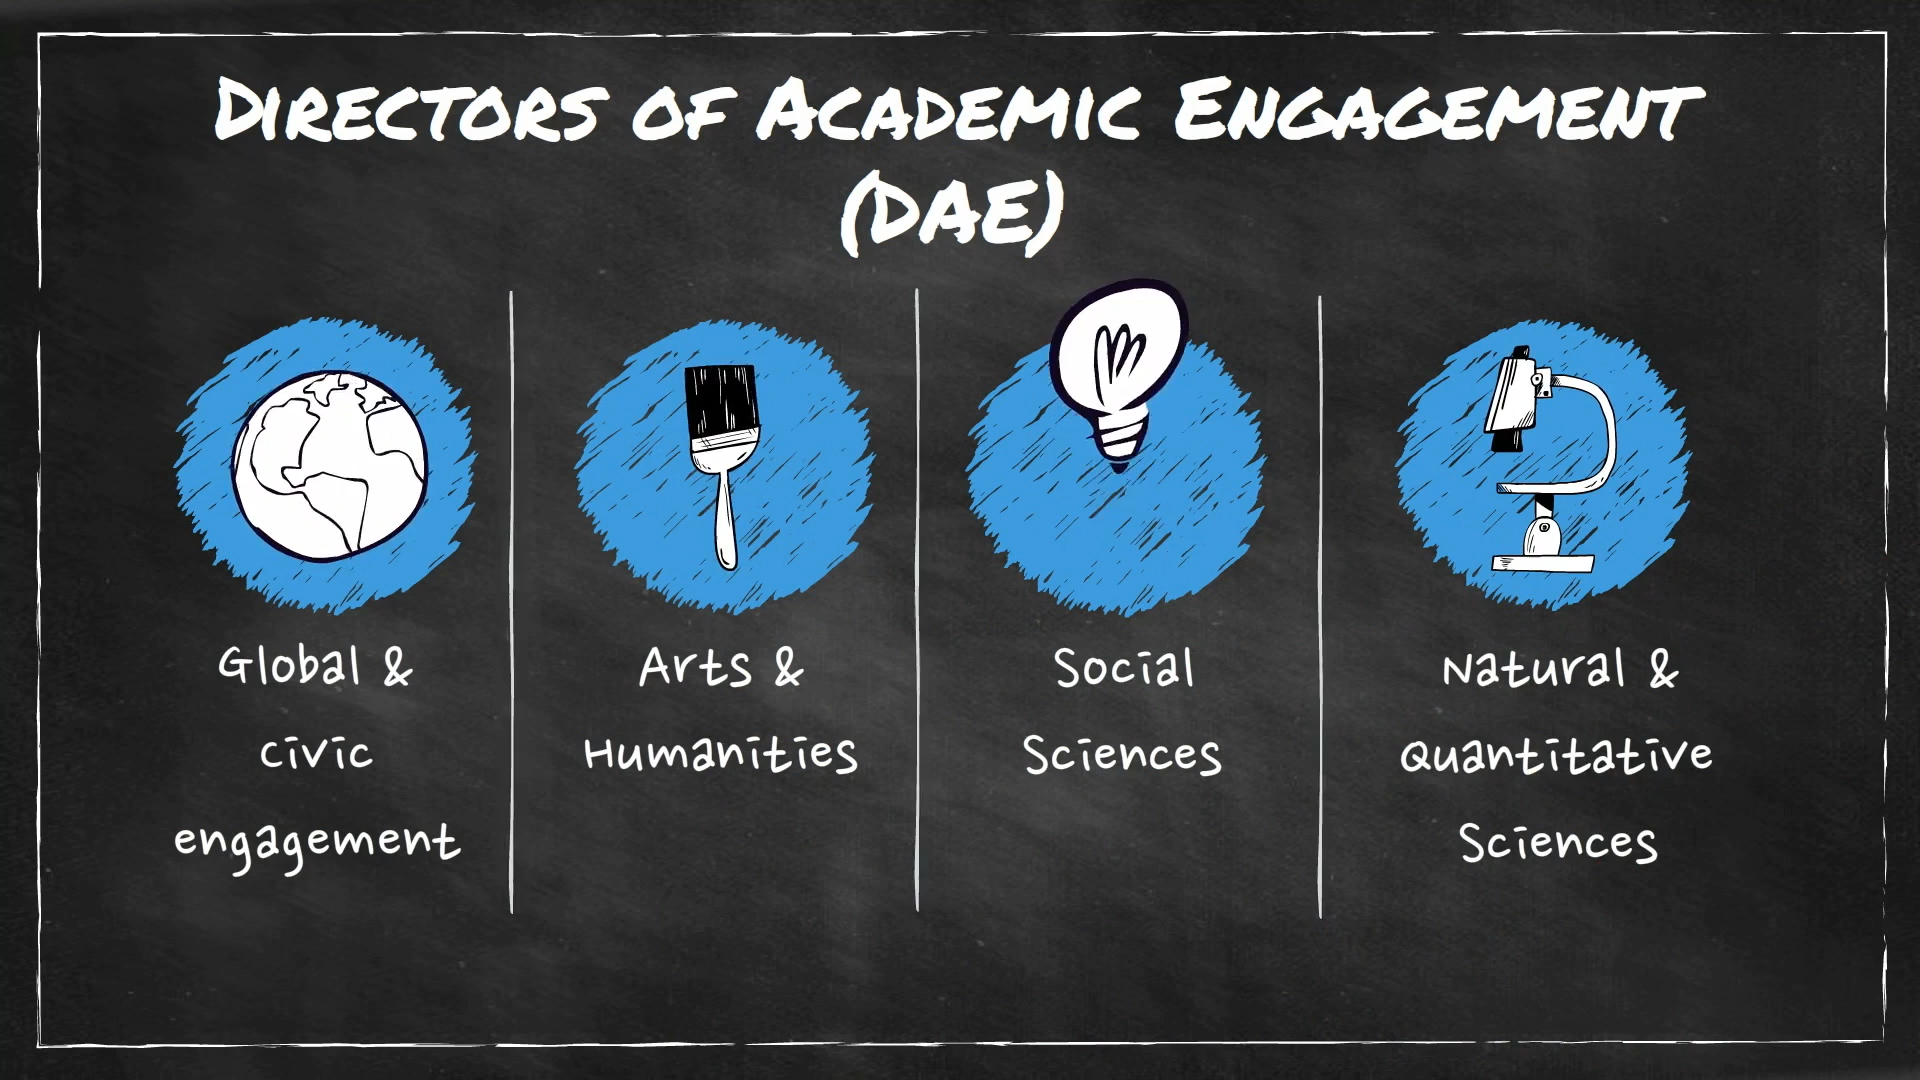 Directors of Academic Engagement
(DAE)
Global &
civic
engagement
Arts &
Humanities
Social
Sciences
Natural &
Quantitative
Sciences